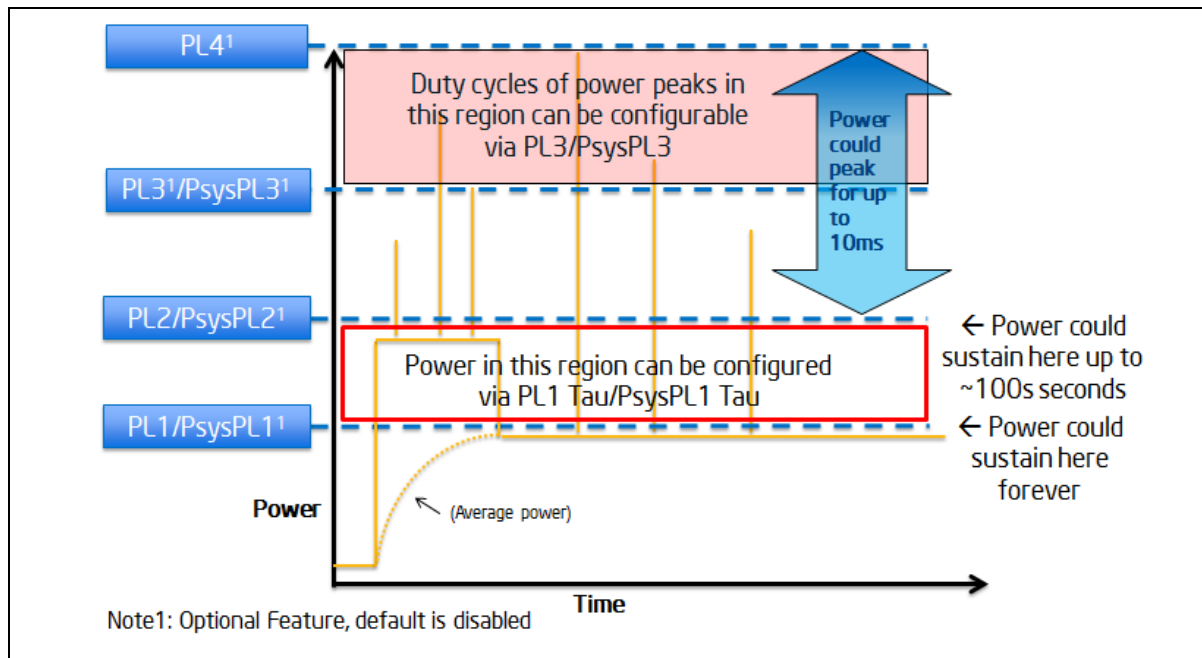 PL4¹
Duty cycles of power peaks in
this region can be configurable
via PL3/PsysPL3
Power
could
peak
for up
to
10ms
PL3¹/PsysPL3¹
PL2/PsysPL2¹
← Power could
sustain here up to
~100s seconds
Power in this region can be configured
via PL1 Tau/PsysPL1 Tau
PL1/PsysPL1¹
← Power could
sustain here
forever
Power
(Average power)
Time
Note1: Optional Feature, default is disabled